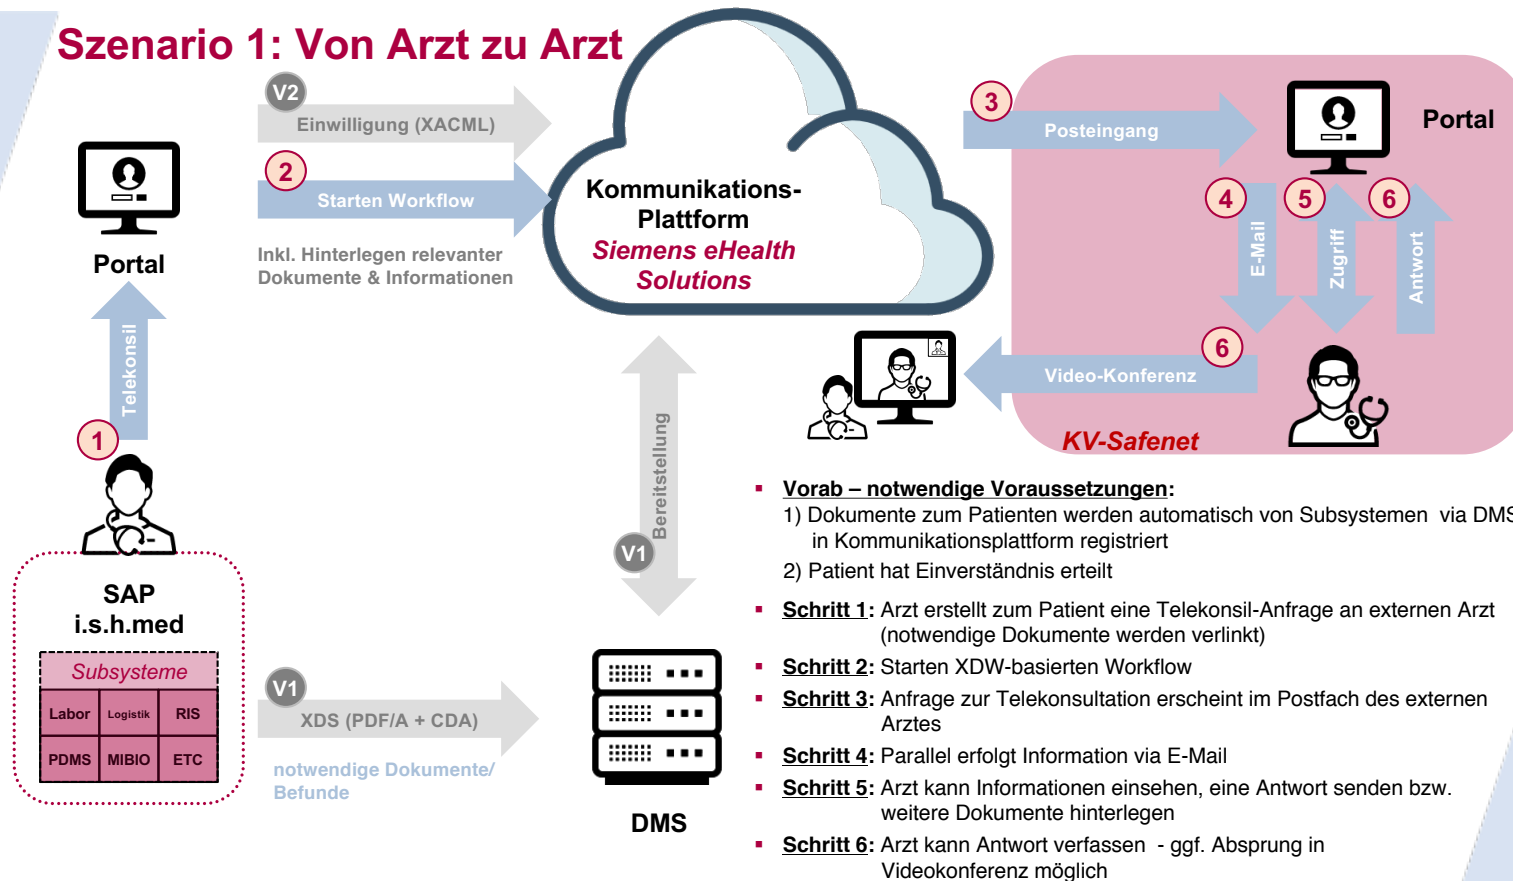 Szenario 1: Von Arzt zu Arzt
V2
Einwilligung (XACML)
2
Starten Workflow
Inkl. Hinterlegen relevanter
Dokumente & Informationen
Portal
Telekonsil
1
SAP
i.s.h.med
Subsysteme
Labor Logistik RIS
PDMS MIBIO ETC
V1
XDS (PDF/A + CDA)
notwendige Dokumente/
Befunde
DMS
V1
Bereitstellung
Kommunikations-
Plattform
Siemens eHealth
Solutions
3
Posteingang
Portal
4
E-Mail
5
Zugriff
6
Antwort
6
Video-Konferenz
KV-Safenet
▪ Vorab – notwendige Voraussetzungen:
1) Dokumente zum Patienten werden automatisch von Subsystemen via DMS
in Kommunikationsplattform registriert
2) Patient hat Einverständnis erteilt
▪ Schritt 1: Arzt erstellt zum Patient eine Telekonsil-Anfrage an externen Arzt
(notwendige Dokumente werden verlinkt)
▪ Schritt 2: Starten XDW-basierten Workflow
▪ Schritt 3: Anfrage zur Telekonsultation erscheint im Postfach des externen
Arztes
▪ Schritt 4: Parallel erfolgt Information via E-Mail
▪ Schritt 5: Arzt kann Informationen einsehen, eine Antwort senden bzw.
weitere Dokumente hinterlegen
▪ Schritt 6: Arzt kann Antwort verfassen - ggf. Absprung in
Videokonferenz möglich